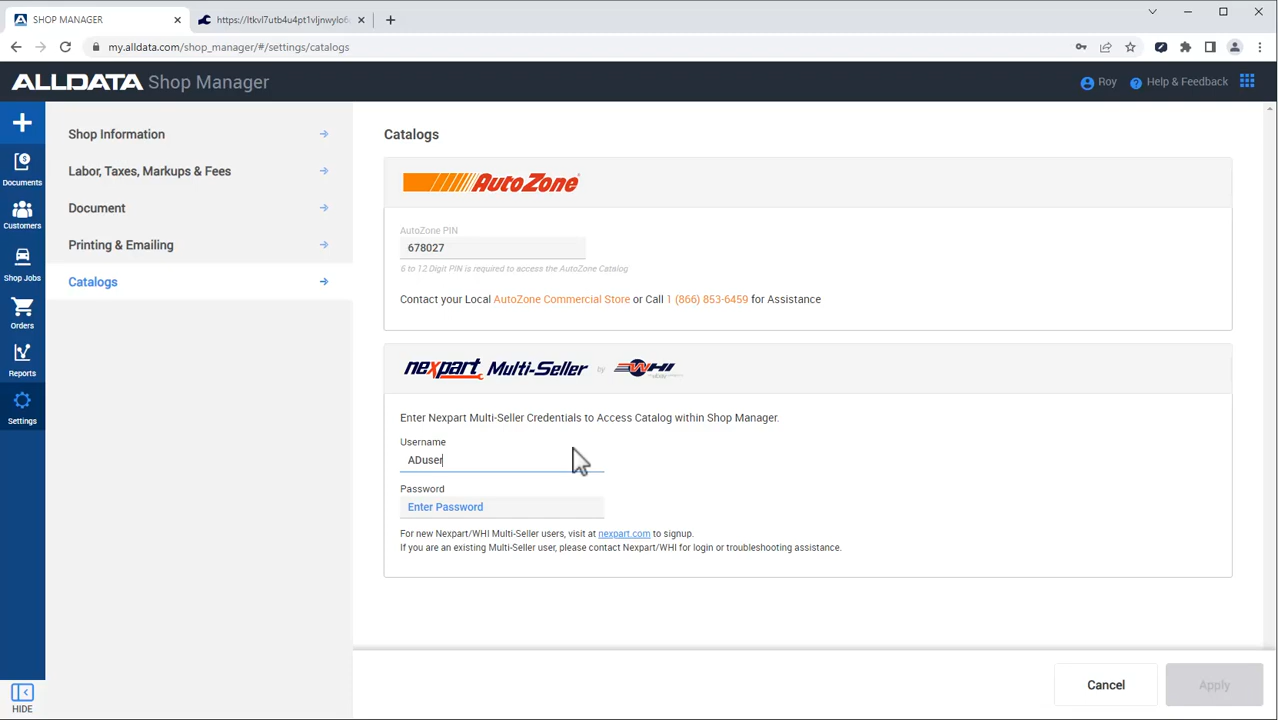 SHOP MANAGER
https://ltkvl7utb4u4pt1vljnwylo6
my.alldata.com/shop_manager/#/settings/catalogs
ALLDATA Shop Manager
Roy
Help & Feedback
Documents
Customers
Shop Jobs
Orders
Reports
Settings
HIDE
Shop Information
Labor, Taxes, Markups & Fees
Document
Printing & Emailing
Catalogs
Catalogs
AutoZone
AutoZone PIN
678027
6 to 12 Digit PIN is required to access the AutoZone Catalog
Contact your Local AutoZone Commercial Store or Call 1 (866) 853-6459 for Assistance
nexpart Multi-Seller by WHI
Enter Nexpart Multi-Seller Credentials to Access Catalog within Shop Manager.
Username
ADuser
Password
Enter Password
For new Nexpart/WHI Multi-Seller users, visit at nexpart.com to signup.
If you are an existing Multi-Seller user, please contact Nexpart/WHI for login or troubleshooting assistance.
Cancel
Apply